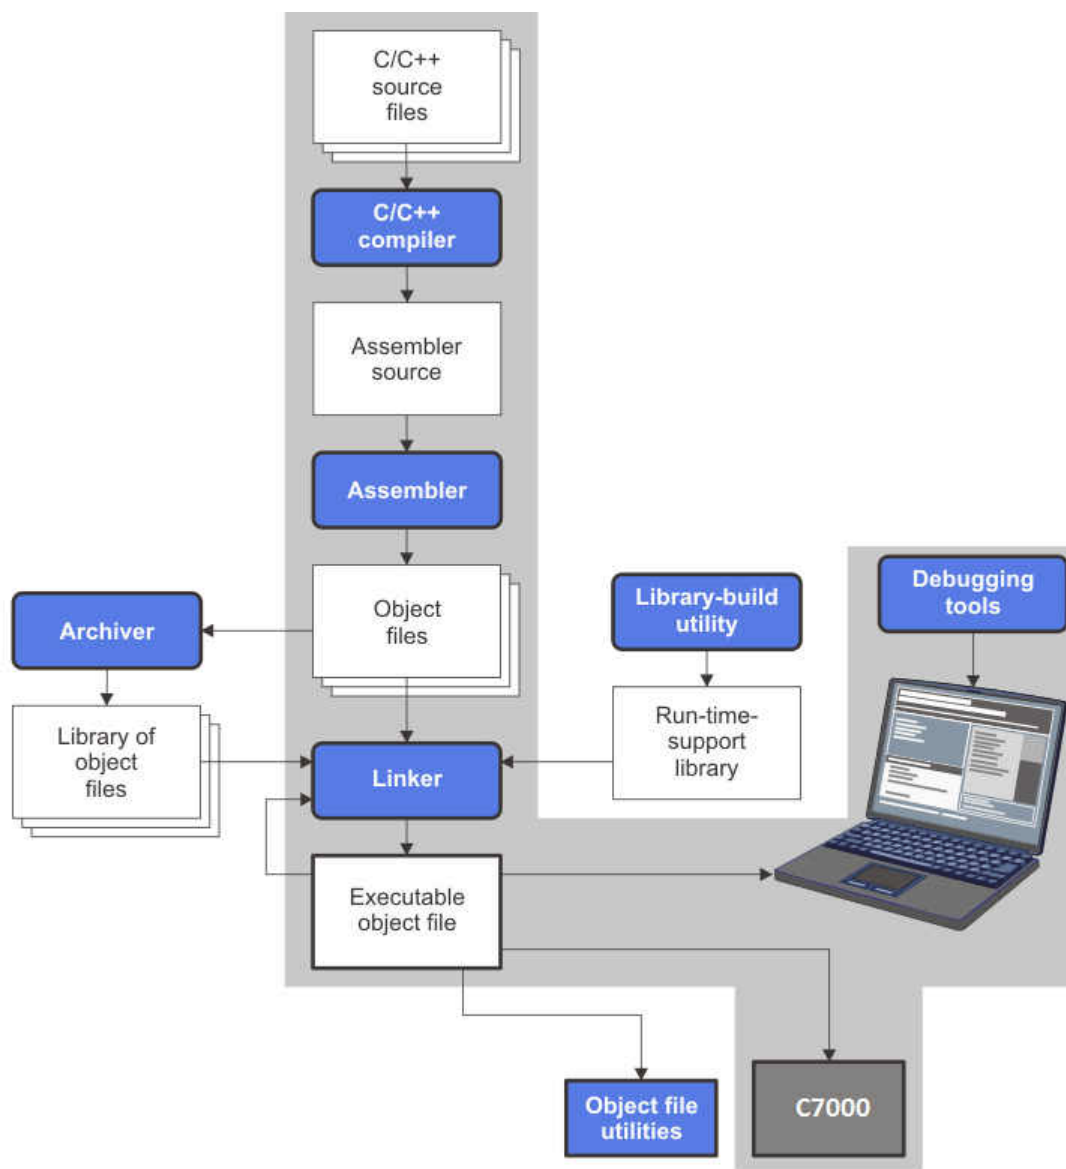 C/C++
source
files
C/C++
compiler
Assembler
source
Assembler
Object
files
Library-build
utility
Debugging
tools
Archiver
Library of
object
files
Run-time-
support
library
Linker
Executable
object file
Object file
utilities
C7000